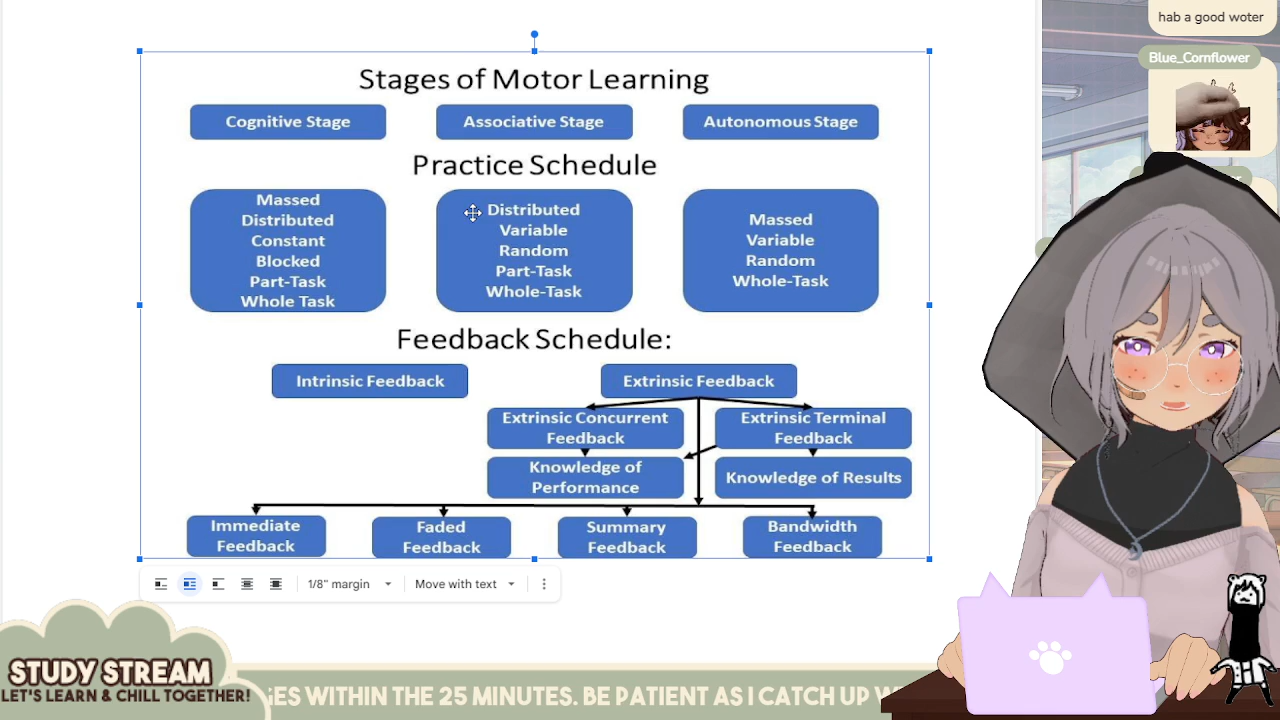 hab a good woter
Blue_Cornflower
Stages of Motor Learning
Cognitive Stage
Associative Stage
Autonomous Stage
Practice Schedule
Massed
Distributed
Constant
Blocked
Part-Task
Whole Task
Distributed
Variable
Random
Part-Task
Whole-Task
Massed
Variable
Random
Whole-Task
Feedback Schedule:
Intrinsic Feedback
Extrinsic Feedback
Extrinsic Concurrent
Feedback
Extrinsic Terminal
Feedback
Knowledge of
Performance
Knowledge of Results
Immediate
Feedback
Faded
Feedback
Summary
Feedback
Bandwidth
Feedback
1/8" margin
Move with text
STUDY STREAM
LET'S LEARN & CHILL TOGETHER!
WITHIN THE 25 MINUTES. BE PATIENT AS I CATCH UP